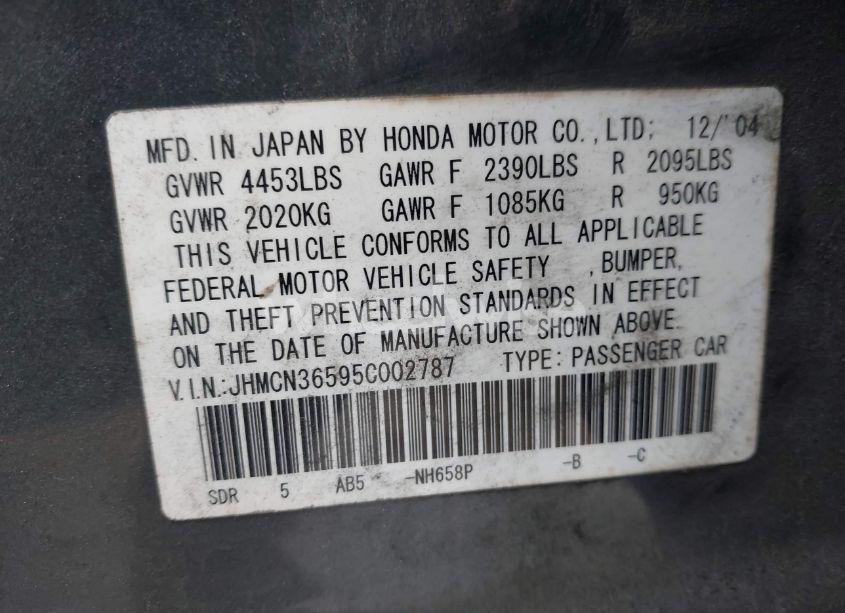 MFD. IN JAPAN BY HONDA MOTOR CO.,LTD; 12/'04
GVWR 4453LBS GAWR F 2390LBS R 2095LBS
GVWR 2020KG GAWR F 1085KG R 950KG
THIS VEHICLE CONFORMS TO ALL APPLICABLE
FEDERAL MOTOR VEHICLE SAFETY , BUMPER,
AND THEFT PREVENTION STANDARDS IN EFFECT
ON THE DATE OF MANUFACTURE SHOWN ABOVE.
V.I.N.:JHMCN36595C002787 TYPE: PASSENGER CAR
SDR 5 AB5 -NH658P -B -C